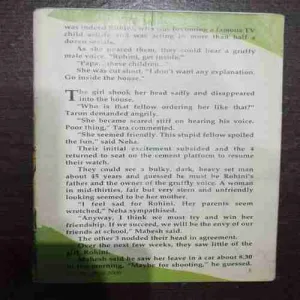 was indeed Rohini, who was becoming a famous TV
child artiste. She was acting in more than half a
dozen serials.
As she neared them, they could hear a gruffy
male voice. "Rohini, get inside."
"Papa... these children..."
She was cut short. "I don't want any explanation.
Go inside the house."
The girl shook her head sadly and disappeared
into the house.
"Who is that fellow ordering her like that?"
Tarun demanded angrily.
"She became scared stiff on hearing his voice.
Poor thing," Tara commented.
"She seemed friendly. This stupid fellow spoiled
the fun," said Neha.
Their initial excitement subsided and the 4
returned to seat on the cement platform to resume
their watch.
They could see a bulky, dark, heavy set man
about 45 years and guessed he must be Rohini's
father and the owner of the gruffy voice. A woman
in mid-thirties, fair but very stern and unfriendly
looking seemed to be her mother.
"I feel sad for Rohini. Her parents seem
wretched," Neha sympathised.
"Anyway, I think we must try and win her
friendship. If we succeed, we will be the envy of our
friends at school," Mahesh said.
The other 3 nodded their head in agreement.
Over the next few weeks, they saw little of the
girl, Rohini.
Mahesh said he saw her leave in a car about 8.30
in the morning. "Maybe for shooting," he guessed.